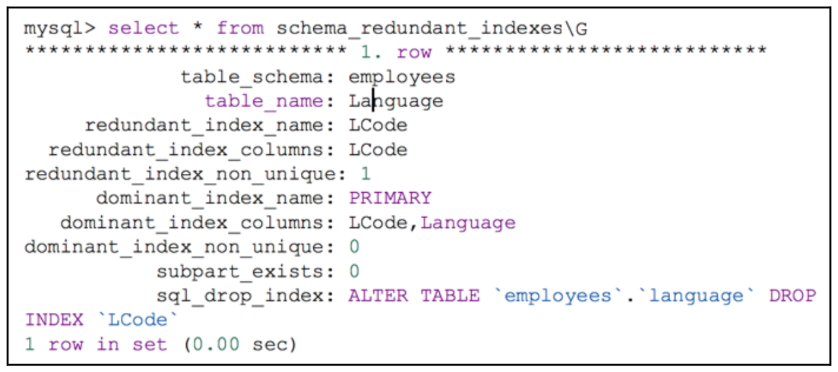 mysql> select * from schema_redundant_indexes\G
*************************** 1. row ***************************
table_schema: employees
table_name: Language
redundant_index_name: LCode
redundant_index_columns: LCode
redundant_index_non_unique: 1
dominant_index_name: PRIMARY
dominant_index_columns: LCode,Language
dominant_index_non_unique: 0
subpart_exists: 0
sql_drop_index: ALTER TABLE `employees`.`language` DROP
INDEX `LCode`
1 row in set (0.00 sec)